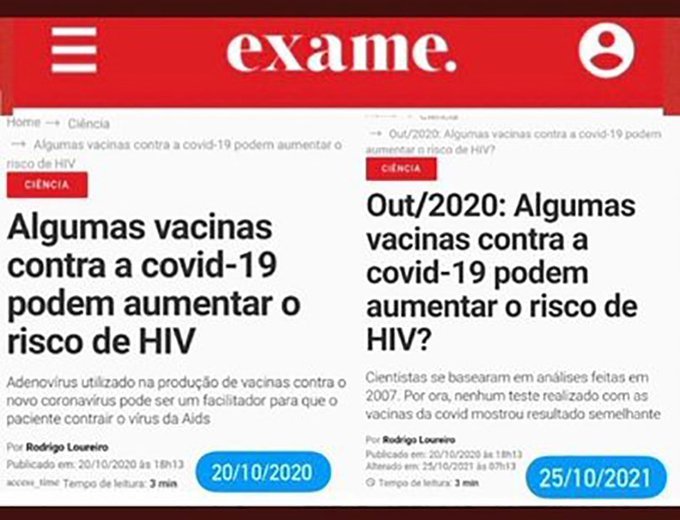 exame.
Home → Ciência
→ Algumas vacinas contra a covid-19 podem aumentar o
risco de HIV
CIÊNCIA
Algumas vacinas
contra a covid-19
podem aumentar o
risco de HIV
Adenovírus utilizado na produção de vacinas contra o
novo coronavírus pode ser um facilitador para que o
paciente contrair o vírus da Aids
Por Rodrigo Loureiro
Publicado em: 20/10/2020 às 18h13
access_time Tempo de leitura: 3 min
20/10/2020
→ Out/2020: Algumas vacinas contra a covid-19 podem
aumentar o risco de HIV?
CIÊNCIA
Out/2020: Algumas
vacinas contra a
covid-19 podem
aumentar o risco de
HIV?
Cientistas se basearam em análises feitas em
2007. Por ora, nenhum teste realizado com as
vacinas da covid mostrou resultado semelhante
Por Rodrigo Loureiro
Publicado em: 20/10/2020 às 18h13
Alterado em: 25/10/2021 às 07h13
Tempo de leitura: 3 min
25/10/2021